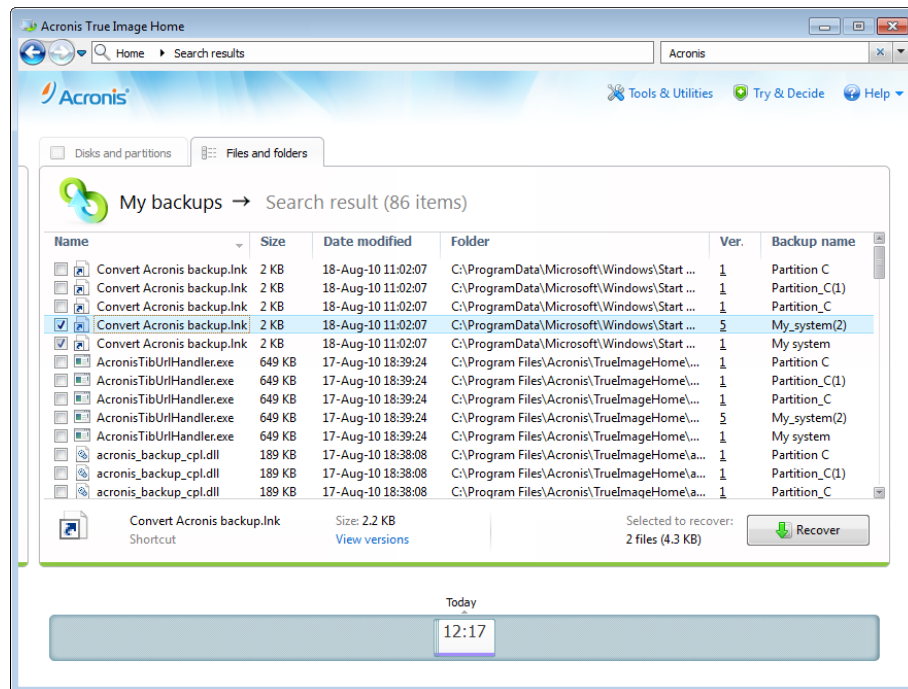 Acronis True Image Home
Home ▸ Search results Acronis
Acronis Tools & Utilities Try & Decide Help
Disks and partitions Files and folders
My backups → Search result (86 items)
Name Size Date modified Folder Ver. Backup name
Convert Acronis backup.lnk 2 KB 18-Aug-10 11:02:07 C:\ProgramData\Microsoft\Windows\Start ... 1 Partition C
Convert Acronis backup.lnk 2 KB 18-Aug-10 11:02:07 C:\ProgramData\Microsoft\Windows\Start ... 1 Partition_C(1)
Convert Acronis backup.lnk 2 KB 18-Aug-10 11:02:07 C:\ProgramData\Microsoft\Windows\Start ... 1 Partition_C
Convert Acronis backup.lnk 2 KB 18-Aug-10 11:02:07 C:\ProgramData\Microsoft\Windows\Start ... 5 My_system(2)
Convert Acronis backup.lnk 2 KB 18-Aug-10 11:02:07 C:\ProgramData\Microsoft\Windows\Start ... 1 My system
AcronisTibUrlHandler.exe 649 KB 17-Aug-10 18:39:24 C:\Program Files\Acronis\TrueImageHome\... 1 Partition C
AcronisTibUrlHandler.exe 649 KB 17-Aug-10 18:39:24 C:\Program Files\Acronis\TrueImageHome\... 1 Partition_C(1)
AcronisTibUrlHandler.exe 649 KB 17-Aug-10 18:39:24 C:\Program Files\Acronis\TrueImageHome\... 1 Partition_C
AcronisTibUrlHandler.exe 649 KB 17-Aug-10 18:39:24 C:\Program Files\Acronis\TrueImageHome\... 5 My_system(2)
AcronisTibUrlHandler.exe 649 KB 17-Aug-10 18:39:24 C:\Program Files\Acronis\TrueImageHome\... 1 My system
acronis_backup_cpl.dll 189 KB 17-Aug-10 18:38:08 C:\Program Files\Acronis\TrueImageHome\a... 1 Partition C
acronis_backup_cpl.dll 189 KB 17-Aug-10 18:38:08 C:\Program Files\Acronis\TrueImageHome\a... 1 Partition_C(1)
acronis_backup_cpl.dll 189 KB 17-Aug-10 18:38:08 C:\Program Files\Acronis\TrueImageHome\a... 1 Partition_C
Convert Acronis backup.lnk Size: 2.2 KB Selected to recover: Recover
Shortcut View versions 2 files (4.3 KB)
Today
12:17